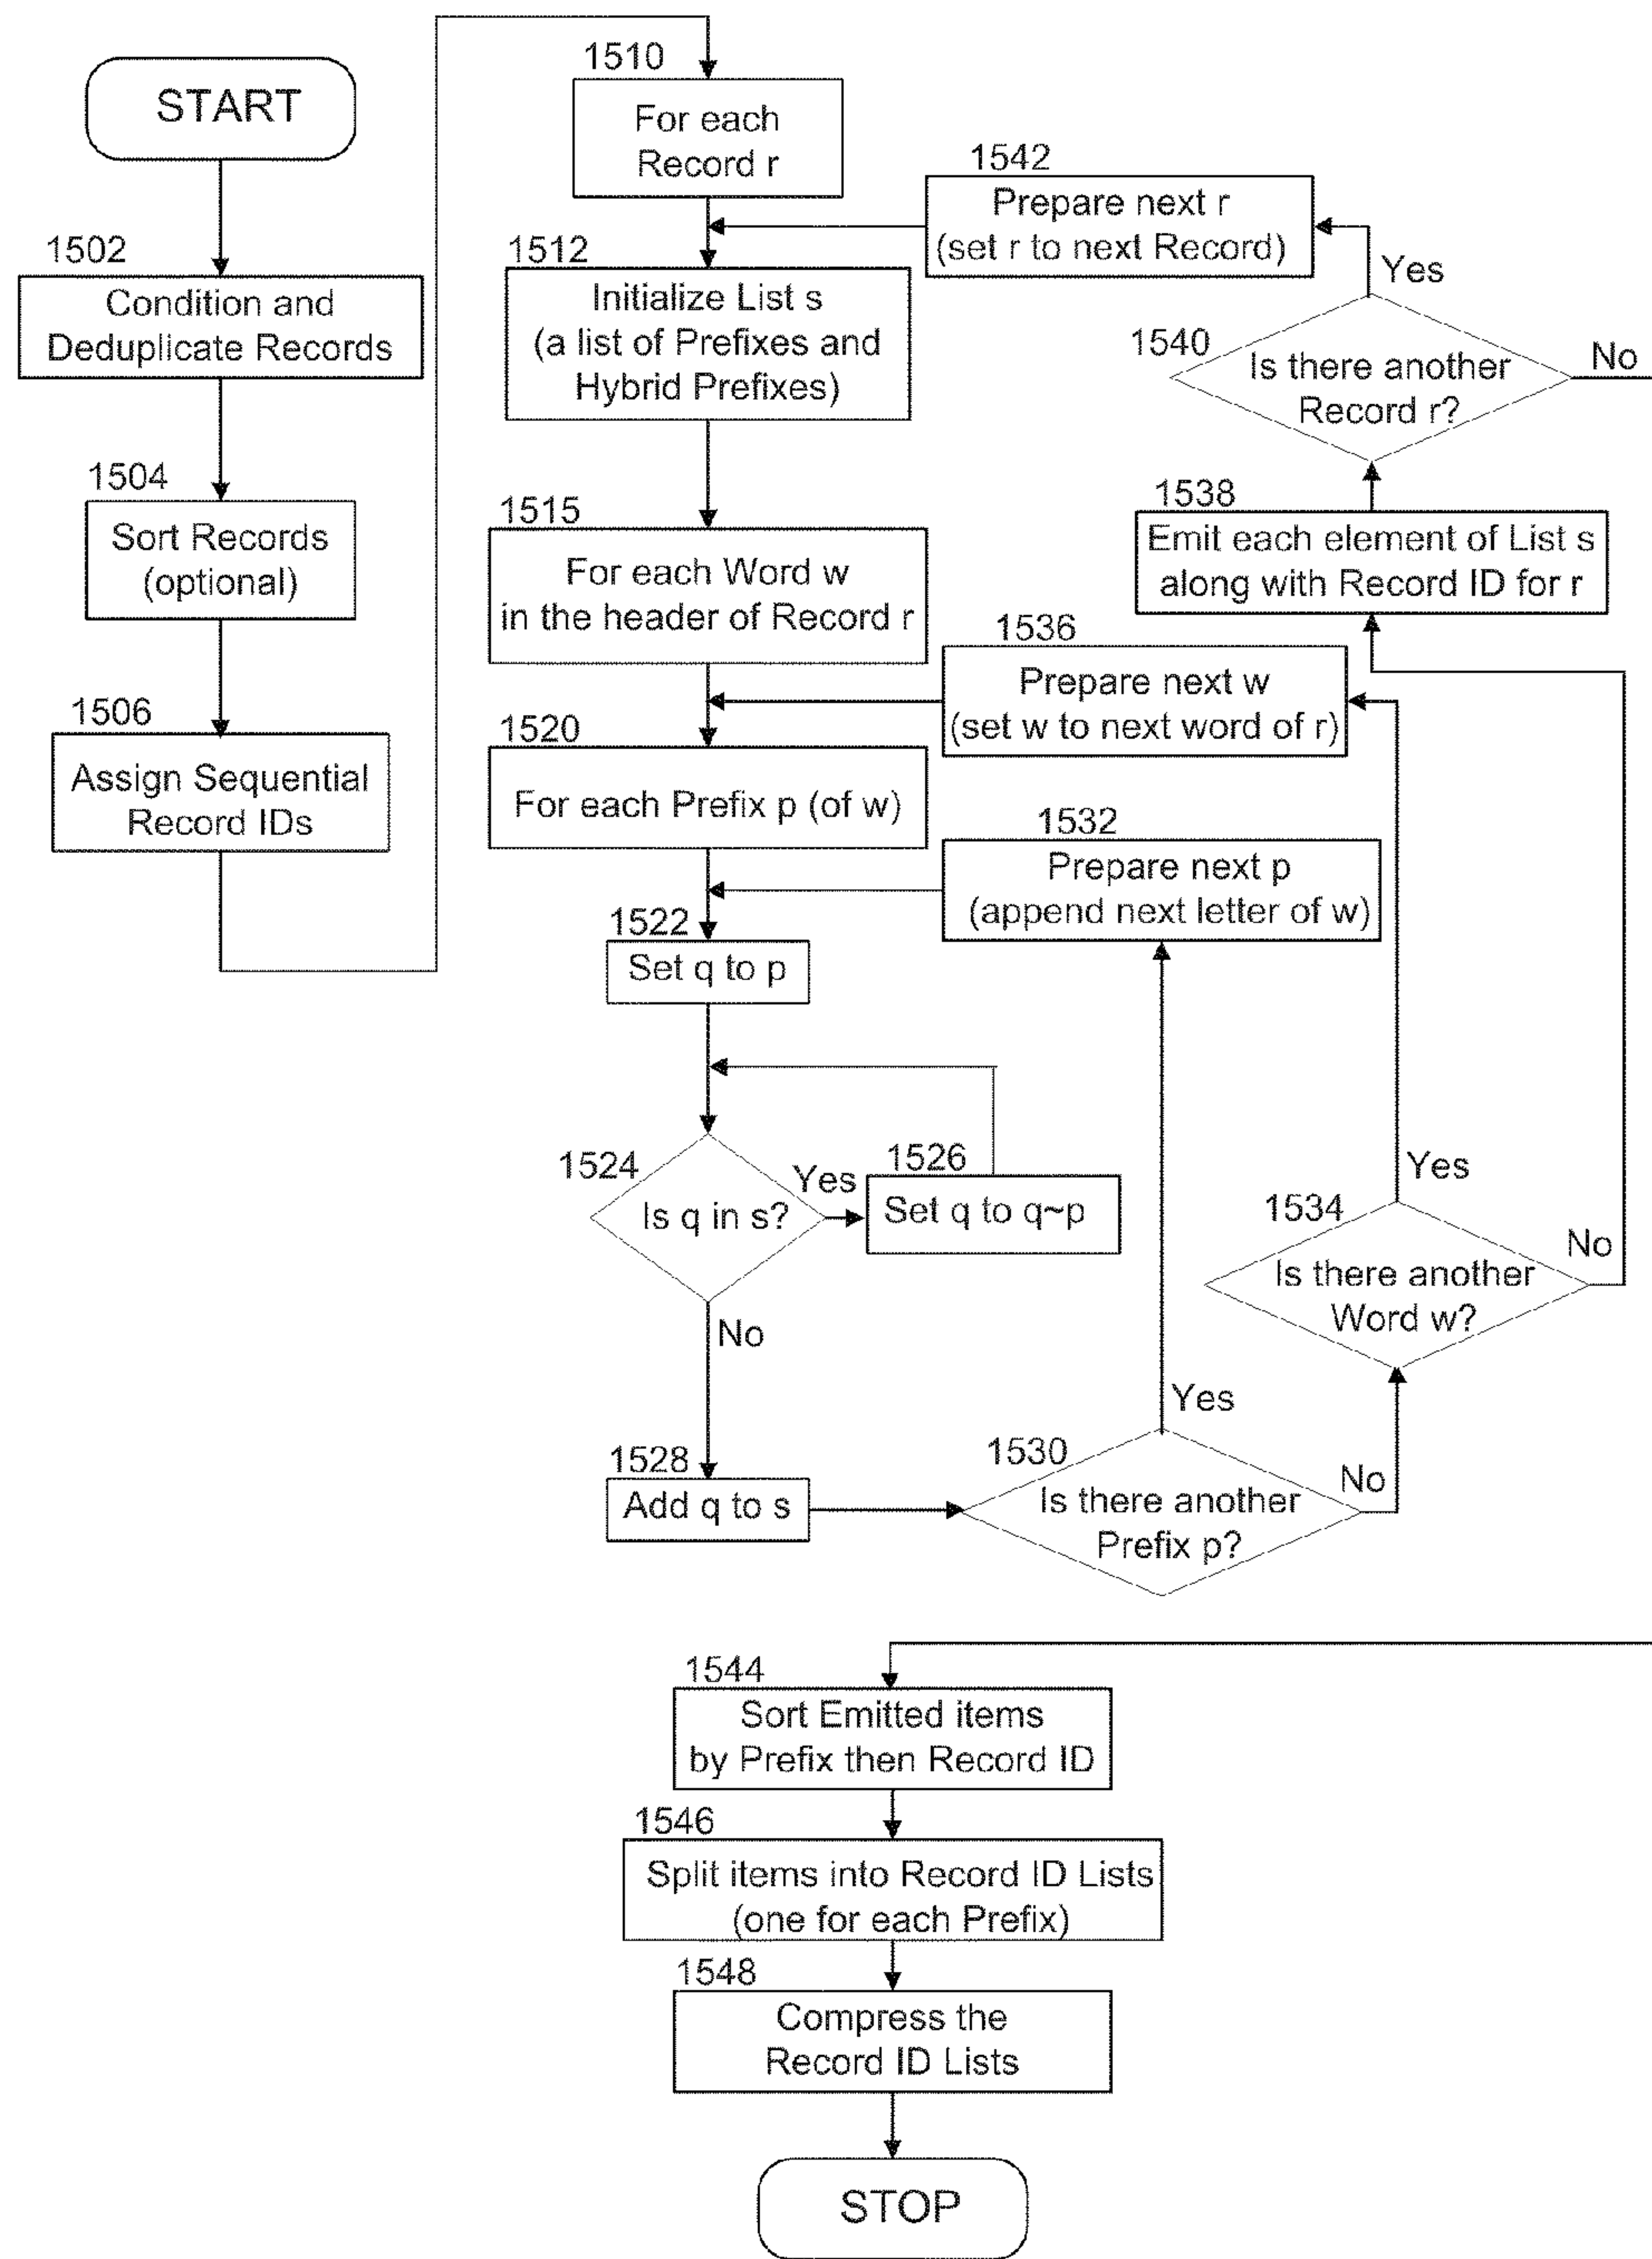 START
1502
Condition and
Deduplicate Records
1504
Sort Records
(optional)
1506
Assign Sequential
Record IDs
1510
For each
Record r
1512
Initialize List s
(a list of Prefixes and
Hybrid Prefixes)
1515
For each Word w
in the header of Record r
1520
For each Prefix p (of w)
1522
Set q to p
1524
Is q in s?
Yes
1526
Set q to q~p
No
1528
Add q to s
1530
Is there another
Prefix p?
Yes
1532
Prepare next p
(append next letter of w)
No
1534
Is there another
Word w?
Yes
1536
Prepare next w
(set w to next word of r)
No
1538
Emit each element of List s
along with Record ID for r
1540
Is there another
Record r?
Yes
1542
Prepare next r
(set r to next Record)
No
1544
Sort Emitted items
by Prefix then Record ID
1546
Split items into Record ID Lists
(one for each Prefix)
1548
Compress the
Record ID Lists
STOP